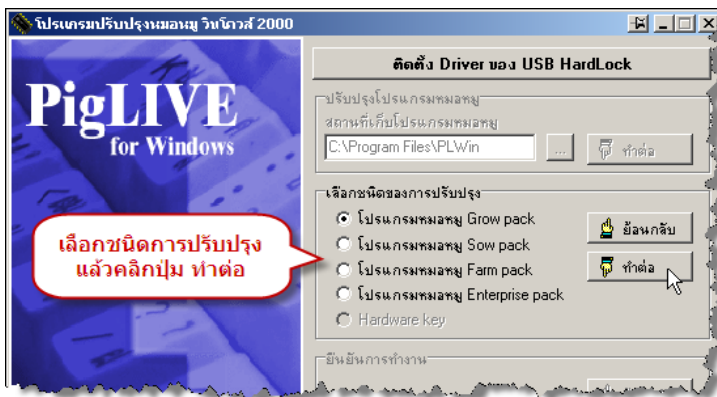 โปรแกรมปรับปรุงหมอหมู วินโดวส์ 2000
PigLIVE
for Windows
ติดตั้ง Driver ของ USB HardLock
ปรับปรุงโปรแกรมหมอหมู
สถานที่เก็บโปรแกรมหมอหมู
C:\Program Files\PLWin
...
ทำต่อ
เลือกชนิดของการปรับปรุง
โปรแกรมหมอหมู Grow pack
โปรแกรมหมอหมู Sow pack
โปรแกรมหมอหมู Farm pack
โปรแกรมหมอหมู Enterprise pack
Hardware key
ย้อนกลับ
ทำต่อ
เลือกชนิดการปรับปรุง
แล้วคลิกปุ่ม ทำต่อ
ยืนยันการทำงาน